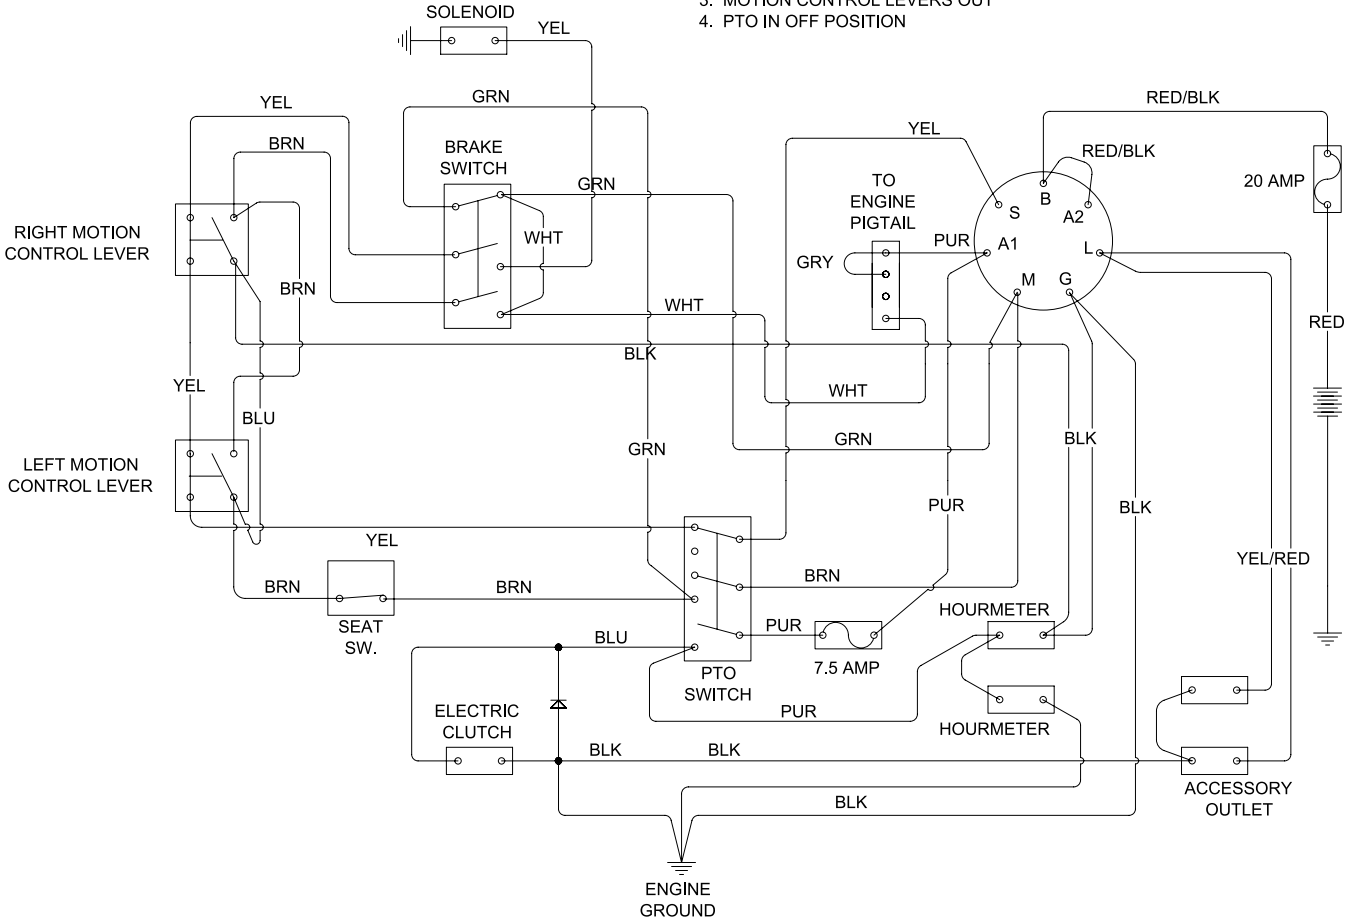 3. MOTION CONTROL LEVERS OUT
4. PTO IN OFF POSITION
SOLENOID
YEL
GRN
YEL
RED/BLK
YEL
BRN
BRAKE
SWITCH
RED/BLK
TO
ENGINE
PIGTAIL
20 AMP
GRN
B
S
A2
RIGHT MOTION
CONTROL LEVER
WHT
PUR
A1
L
GRY
BRN
M
G
WHT
RED
BLK
YEL
WHT
BLU
GRN
BLK
GRN
LEFT MOTION
CONTROL LEVER
PUR
BLK
YEL
YEL/RED
BRN
BRN
BRN
HOURMETER
SEAT
SW.
BLU
PUR
7.5 AMP
PTO
SWITCH
ELECTRIC
CLUTCH
PUR
HOURMETER
BLK
BLK
ACCESSORY
OUTLET
BLK
ENGINE
GROUND